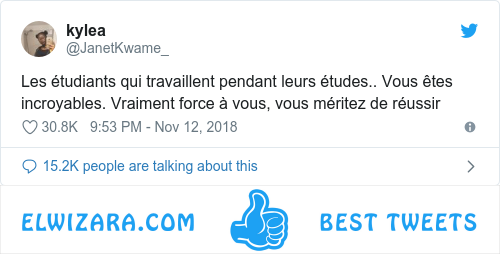 kylea
@JanetKwame_
Les étudiants qui travaillent pendant leurs études.. Vous êtes
incroyables. Vraiment force à vous, vous méritez de réussir
30.8K 9:53 PM - Nov 12, 2018
15.2K people are talking about this
ELWIZARA.COM BEST TWEETS